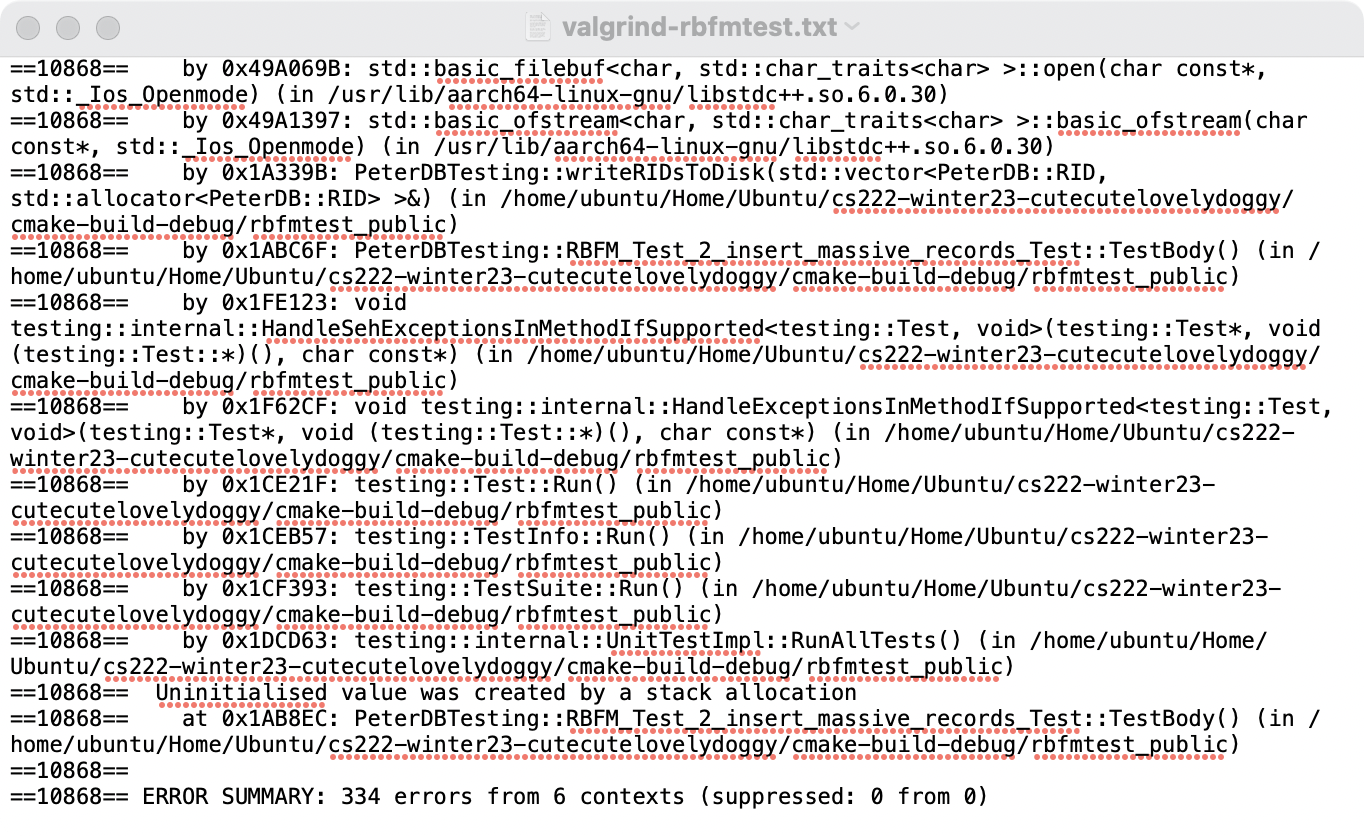 valgrind-rbfmtest.txt
==10868==    by 0x49A069B: std::basic_filebuf<char, std::char_traits<char> >::open(char const*,
std::_Ios_Openmode) (in /usr/lib/aarch64-linux-gnu/libstdc++.so.6.0.30)
==10868==    by 0x49A1397: std::basic_ofstream<char, std::char_traits<char> >::basic_ofstream(char
const*, std::_Ios_Openmode) (in /usr/lib/aarch64-linux-gnu/libstdc++.so.6.0.30)
==10868==    by 0x1A339B: PeterDBTesting::writeRIDsToDisk(std::vector<PeterDB::RID,
std::allocator<PeterDB::RID> >&) (in /home/ubuntu/Home/Ubuntu/cs222-winter23-cutecutelovelydoggy/
cmake-build-debug/rbfmtest_public)
==10868==    by 0x1ABC6F: PeterDBTesting::RBFM_Test_2_insert_massive_records_Test::TestBody() (in /
home/ubuntu/Home/Ubuntu/cs222-winter23-cutecutelovelydoggy/cmake-build-debug/rbfmtest_public)
==10868==    by 0x1FE123: void
testing::internal::HandleSehExceptionsInMethodIfSupported<testing::Test, void>(testing::Test*, void
(testing::Test::*)(), char const*) (in /home/ubuntu/Home/Ubuntu/cs222-winter23-cutecutelovelydoggy/
cmake-build-debug/rbfmtest_public)
==10868==    by 0x1F62CF: void testing::internal::HandleExceptionsInMethodIfSupported<testing::Test,
void>(testing::Test*, void (testing::Test::*)(), char const*) (in /home/ubuntu/Home/Ubuntu/cs222-
winter23-cutecutelovelydoggy/cmake-build-debug/rbfmtest_public)
==10868==    by 0x1CE21F: testing::Test::Run() (in /home/ubuntu/Home/Ubuntu/cs222-winter23-
cutecutelovelydoggy/cmake-build-debug/rbfmtest_public)
==10868==    by 0x1CEB57: testing::TestInfo::Run() (in /home/ubuntu/Home/Ubuntu/cs222-winter23-
cutecutelovelydoggy/cmake-build-debug/rbfmtest_public)
==10868==    by 0x1CF393: testing::TestSuite::Run() (in /home/ubuntu/Home/Ubuntu/cs222-winter23-
cutecutelovelydoggy/cmake-build-debug/rbfmtest_public)
==10868==    by 0x1DCD63: testing::internal::UnitTestImpl::RunAllTests() (in /home/ubuntu/Home/
Ubuntu/cs222-winter23-cutecutelovelydoggy/cmake-build-debug/rbfmtest_public)
==10868==  Uninitialised value was created by a stack allocation
==10868==    at 0x1AB8EC: PeterDBTesting::RBFM_Test_2_insert_massive_records_Test::TestBody() (in /
home/ubuntu/Home/Ubuntu/cs222-winter23-cutecutelovelydoggy/cmake-build-debug/rbfmtest_public)
==10868==
==10868== ERROR SUMMARY: 334 errors from 6 contexts (suppressed: 0 from 0)